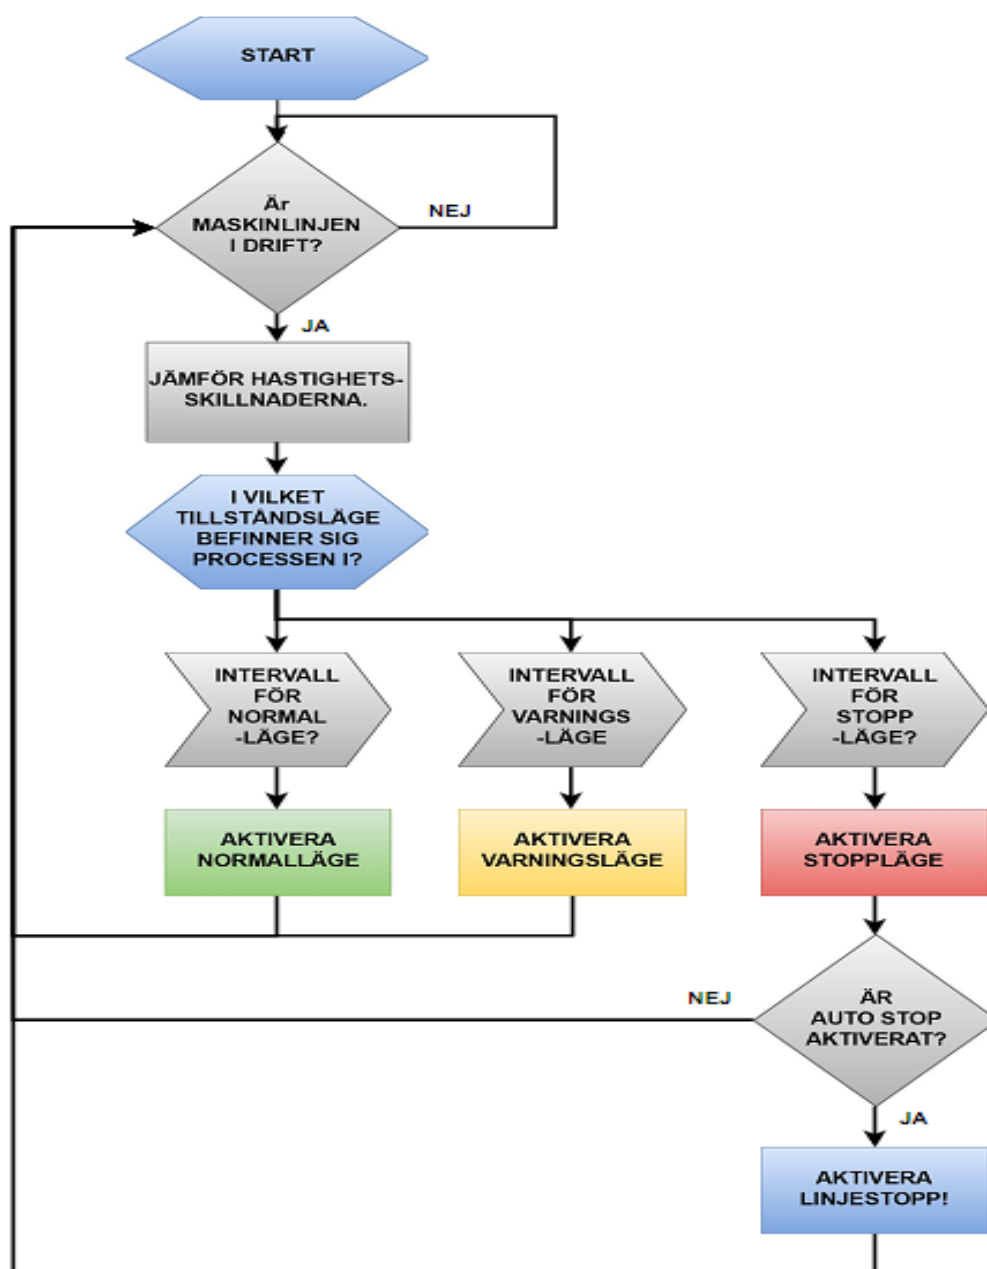 START
Är
MASKINLINJEN
I DRIFT?
NEJ
JA
JÄMFÖR HASTIGHETS-
SKILLNADERNA.
I VILKET
TILLSTÅNDSLÄGE
BEFINNER SIG
PROCESSEN I?
INTERVALL
FÖR
NORMAL
-LÄGE?
INTERVALL
FÖR
VARNINGS
-LÄGE
INTERVALL
FÖR
STOPP
-LÄGE?
AKTIVERA
NORMALLÄGE
AKTIVERA
VARNINGSLÄGE
AKTIVERA
STOPPLÄGE
NEJ
ÄR
AUTO STOP
AKTIVERAT?
JA
AKTIVERA
LINJESTOPP!